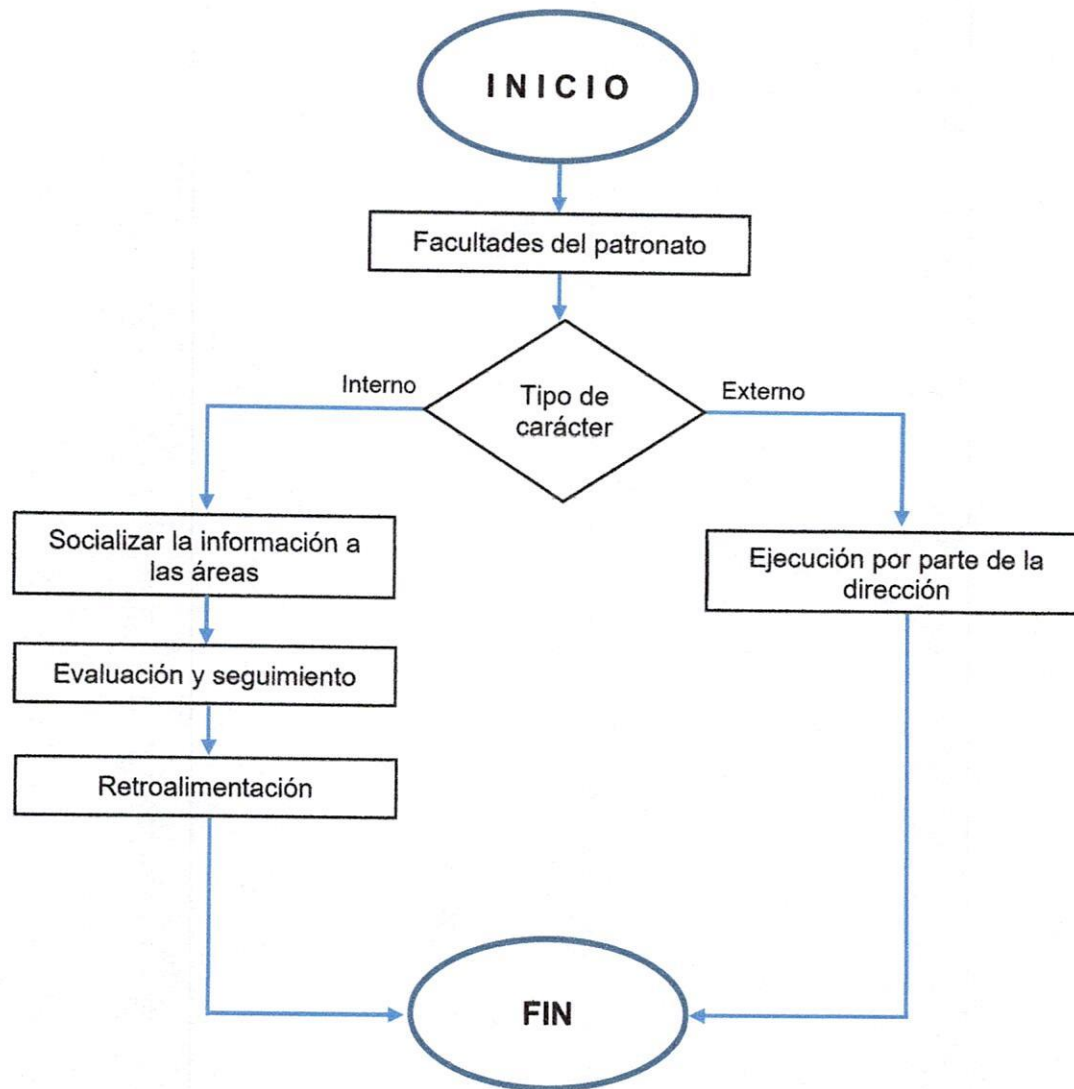 INICIO
Facultades del patronato
Interno
Tipo de
carácter
Externo
Socializar la información a
las áreas
Evaluación y seguimiento
Retroalimentación
Ejecución por parte de la
dirección
FIN